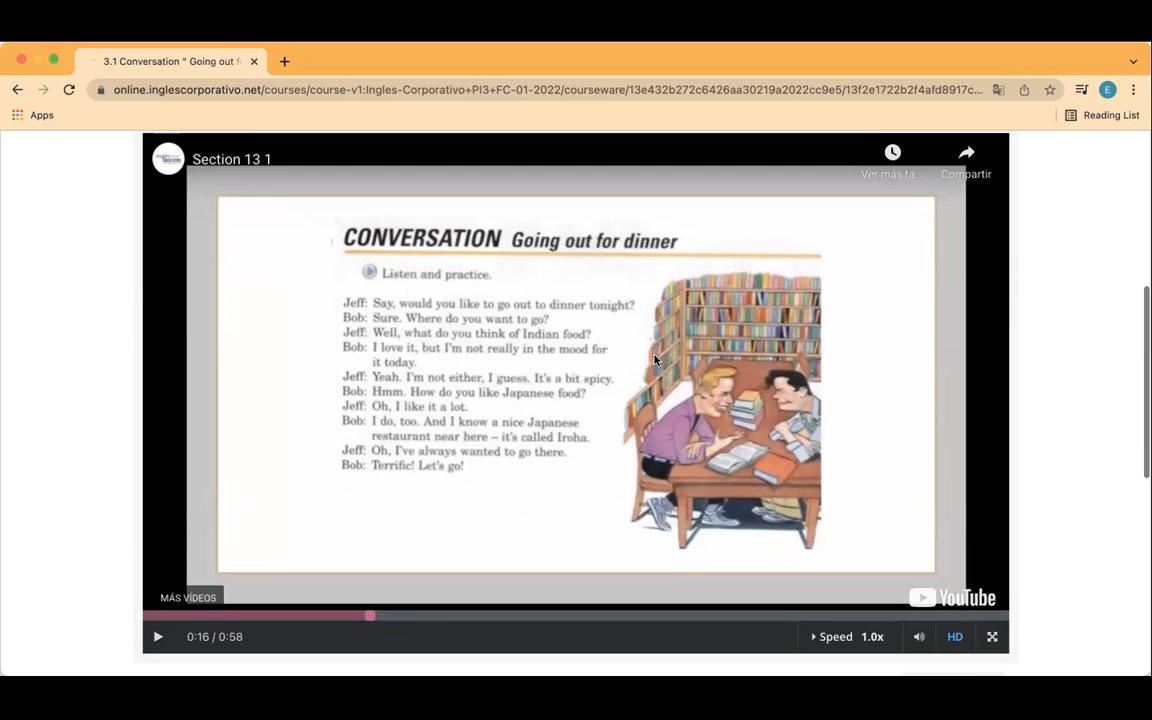 3.1 Conversation " Going out f
online.inglescorporativo.net/courses/course-v1:Ingles-Corporativo+PI3+FC-01-2022/courseware/13e432b272c6426aa30219a2022cc9e5/13f2e1722b2f4afd8917c...
E
Apps
Reading List
Section 13 1
Ver más ta...
Compartir
CONVERSATION Going out for dinner
Listen and practice.
Jeff: Say, would you like to go out to dinner tonight?
Bob: Sure. Where do you want to go?
Jeff: Well, what do you think of Indian food?
Bob: I love it, but I'm not really in the mood for
it today.
Jeff: Yeah. I'm not either, I guess. It's a bit spicy.
Bob: Hmm. How do you like Japanese food?
Jeff: Oh, I like it a lot.
Bob: I do, too. And I know a nice Japanese
restaurant near here – it's called Iroha.
Jeff: Oh, I've always wanted to go there.
Bob: Terrific! Let's go!
MÁS VÍDEOS
YouTube
0:16 / 0:58
Speed 1.0x
HD